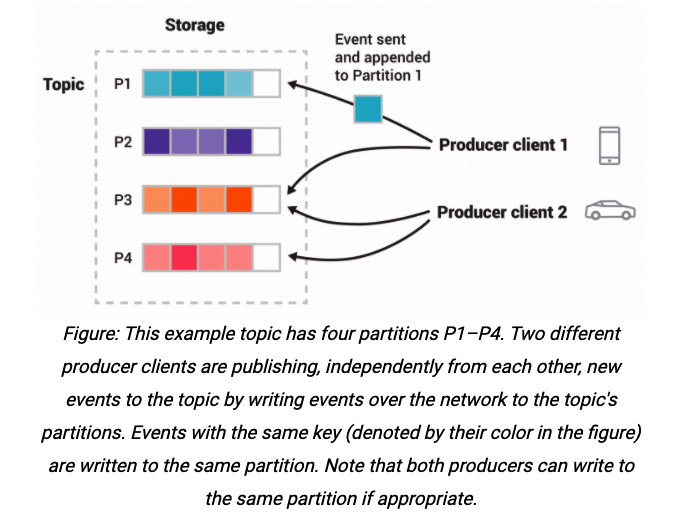 Storage
Event sent
and appended
to Partition 1
Topic
P1
P2
Producer client 1
P3
Producer client 2
P4
Figure: This example topic has four partitions P1–P4. Two different
producer clients are publishing, independently from each other, new
events to the topic by writing events over the network to the topic's
partitions. Events with the same key (denoted by their color in the figure)
are written to the same partition. Note that both producers can write to
the same partition if appropriate.